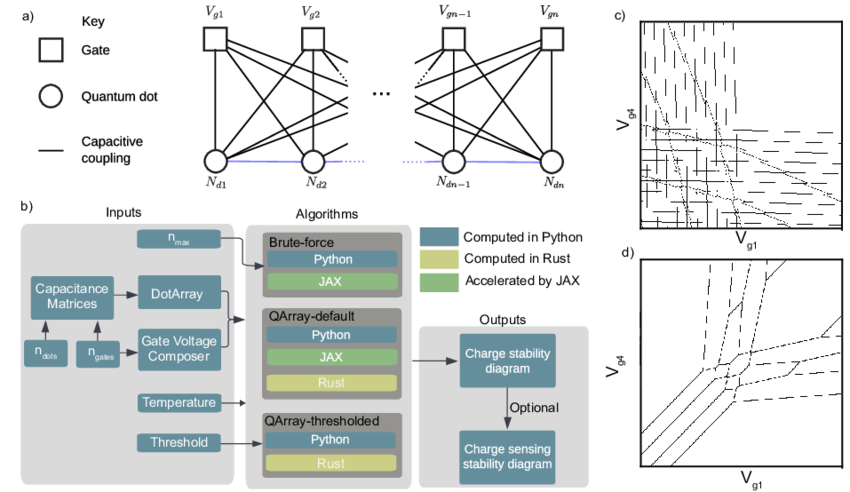 a)
Key
Gate
Quantum dot
Capacitive
coupling
V_g1
V_g2
V_gn−1
V_gn
...
N_d1
N_d2
N_dn−1
N_dn
b)
Inputs
n_max
Capacitance
Matrices
DotArray
n_dots
n_gates
Gate Voltage
Composer
Temperature
Threshold
Algorithms
Brute-force
Python
JAX
QArray-default
Python
JAX
Rust
QArray-thresholded
Python
Rust
Computed in Python
Computed in Rust
Accelerated by JAX
Outputs
Charge stability
diagram
Optional
Charge sensing
stability diagram
c)
V_g4
V_g1
d)
V_g4
V_g1